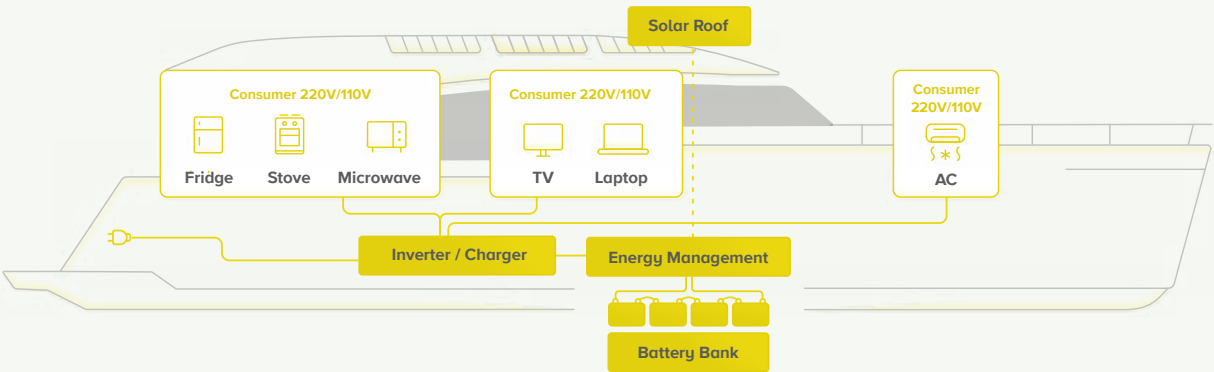 Solar Roof
Consumer 220V/110V
Fridge
Stove
Microwave
Consumer 220V/110V
TV
Laptop
Consumer
220V/110V
AC
Inverter / Charger
Energy Management
Battery Bank